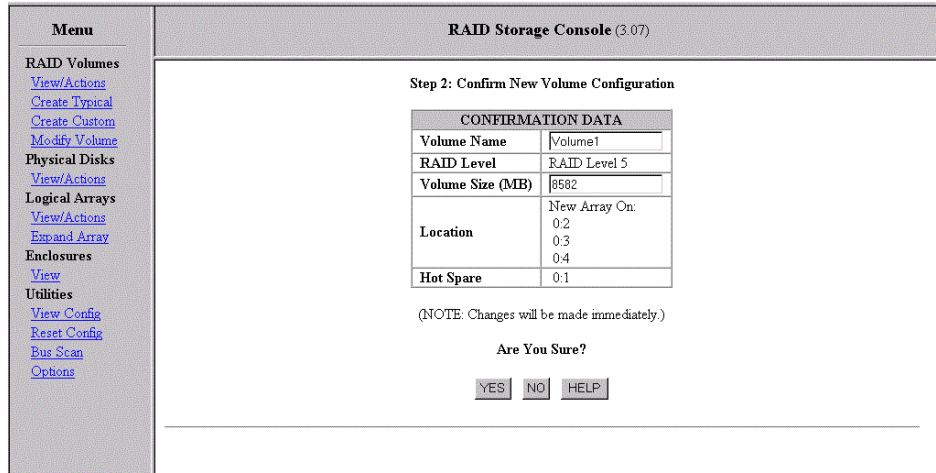 Menu
RAID Volumes
View/Actions
Create Typical
Create Custom
Modify Volume
Physical Disks
View/Actions
Logical Arrays
View/Actions
Expand Array
Enclosures
View
Utilities
View Config
Reset Config
Bus Scan
Options
RAID Storage Console (3.07)
Step 2: Confirm New Volume Configuration
CONFIRMATION DATA
Volume Name Volume1
RAID Level RAID Level 5
Volume Size (MB) 8582
Location New Array On:
0:2
0:3
0:4
Hot Spare 0:1
(NOTE: Changes will be made immediately.)
Are You Sure?
YES NO HELP